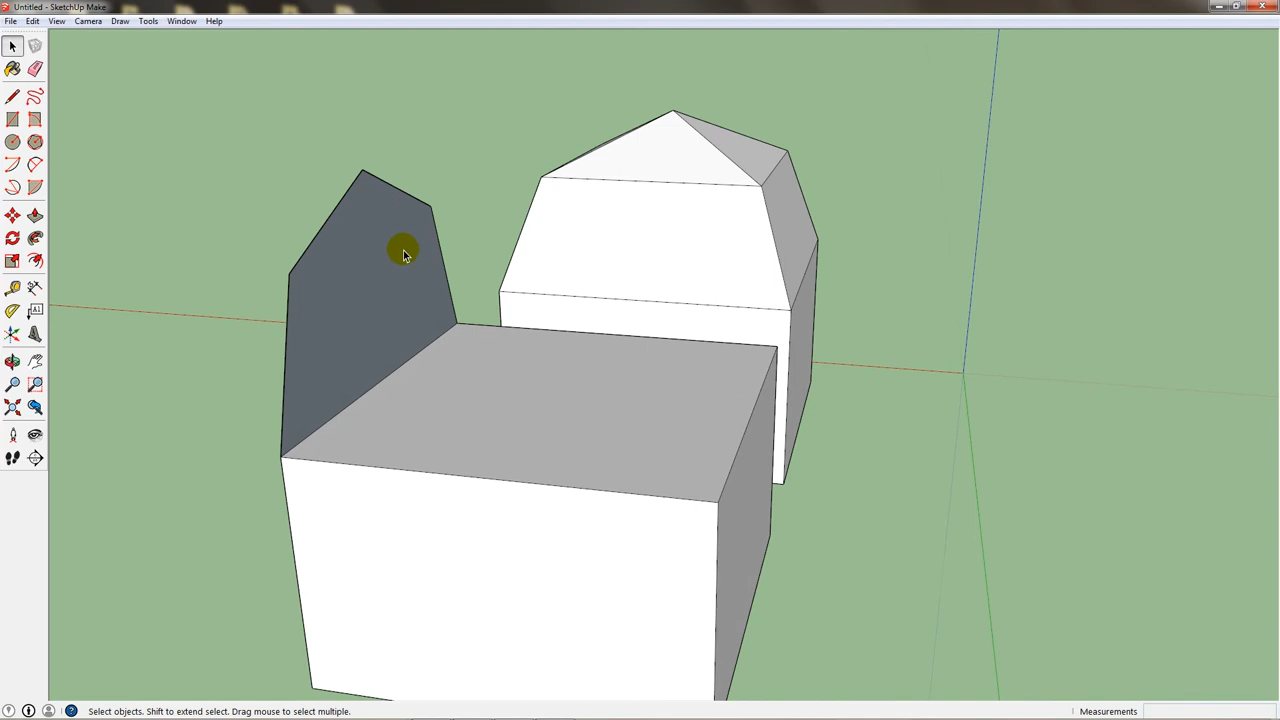 Untitled - SketchUp Make
File Edit View Camera Draw Tools Window Help
A1
Select objects. Shift to extend select. Drag mouse to select multiple.
Measurements